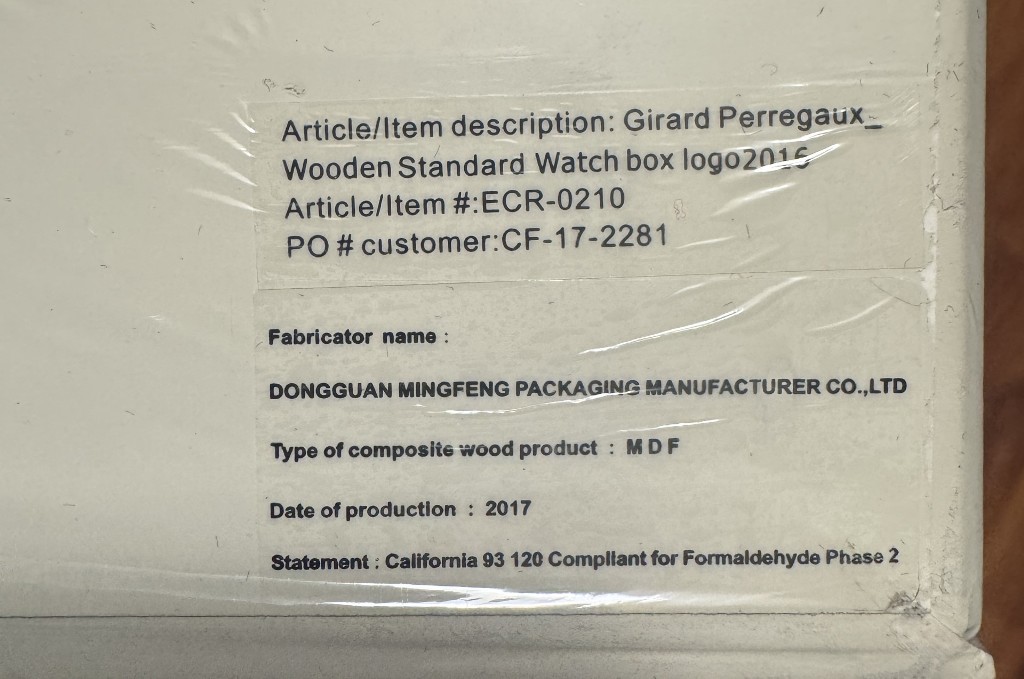 Article/Item description: Girard Perregaux_
Wooden Standard Watch box logo2016
Article/Item #:ECR-0210
PO # customer:CF-17-2281
Fabricator name :
DONGGUAN MINGFENG PACKAGING MANUFACTURER CO.,LTD
Type of composite wood product : M D F
Date of production : 2017
Statement : California 93 120 Compliant for Formaldehyde Phase 2